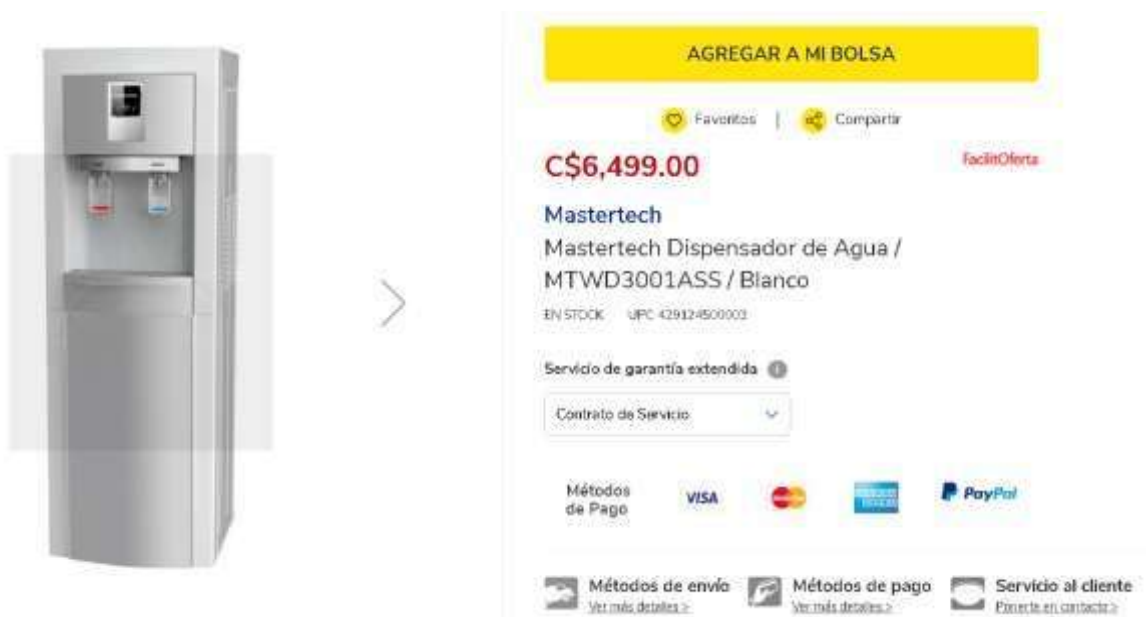 AGREGAR A MI BOLSA
Favoritos | Compartir
C$6,499.00
FacilitOferta
Mastertech
Mastertech Dispensador de Agua /
MTWD3001ASS / Blanco
EN STOCK UPC
Servicio de garantía extendida
Contrato de Servicio
Métodos
de Pago
VISA
PayPal
Métodos de envío
Ver más detalles >
Métodos de pago
Ver más detalles >
Servicio al cliente
Ponerte en contacto >